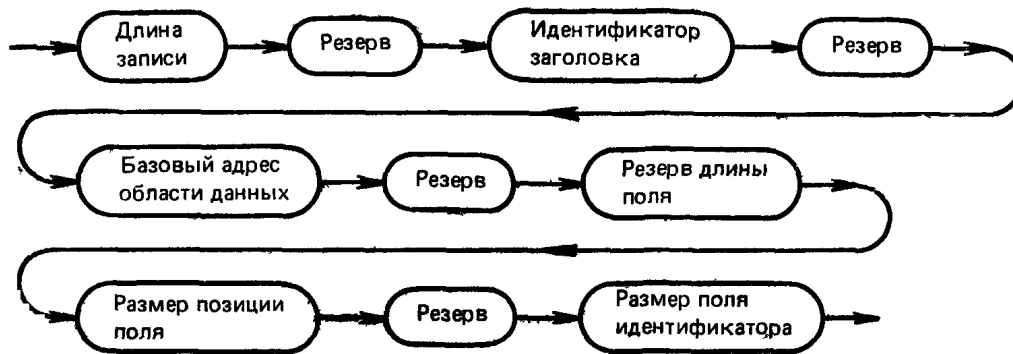 Длина
записи
Резерв
Идентификатор
заголовка
Резерв
Базовый адрес
области данных
Резерв
Резерв длины
поля
Размер позиции
поля
Резерв
Размер поля
идентификатора